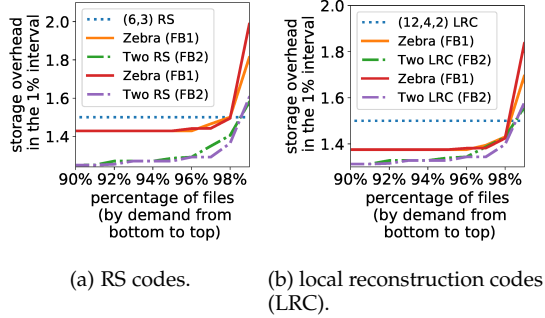 storage overhead
in the 1% interval
2.0
1.8
1.6
1.4
(6,3) RS
Zebra (FB1)
Two RS (FB2)
Zebra (FB1)
Two RS (FB2)
90% 92% 94% 96% 98%
percentage of files
(by demand from
bottom to top)
(a) RS codes.
storage overhead
in the 1% interval
2.0
1.8
1.6
1.4
(12,4,2) LRC
Zebra (FB1)
Two LRC (FB2)
Zebra (FB1)
Two LRC (FB2)
90% 92% 94% 96% 98%
percentage of files
(by demand from
bottom to top)
(b) local reconstruction codes
(LRC).